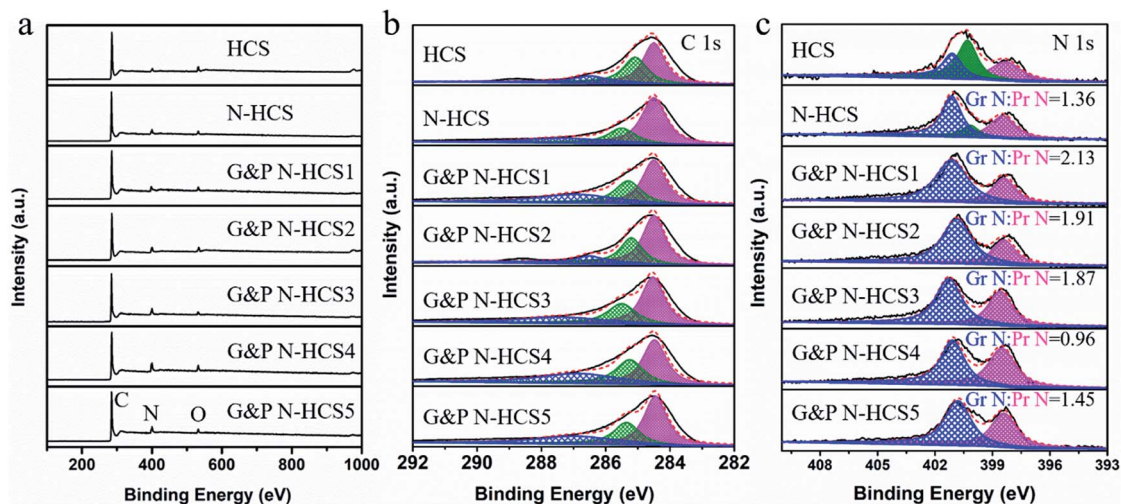 a
HCS
N-HCS
G&P N-HCS1
G&P N-HCS2
G&P N-HCS3
G&P N-HCS4
G&P N-HCS5
C
N
O
Intensity (a.u.)
200 400 600 800 1000
Binding Energy (eV)
b
C 1s
HCS
N-HCS
G&P N-HCS1
G&P N-HCS2
G&P N-HCS3
G&P N-HCS4
G&P N-HCS5
Intensity (a.u.)
292 290 288 286 284 282
Binding Energy (eV)
c
N 1s
HCS
N-HCS
Gr N:Pr N=1.36
G&P N-HCS1
Gr N:Pr N=2.13
G&P N-HCS2
Gr N:Pr N=1.91
G&P N-HCS3
Gr N:Pr N=1.87
G&P N-HCS4
Gr N:Pr N=0.96
G&P N-HCS5
Gr N:Pr N=1.45
Intensity (a.u.)
408 405 402 399 396 393
Binding Energy (eV)